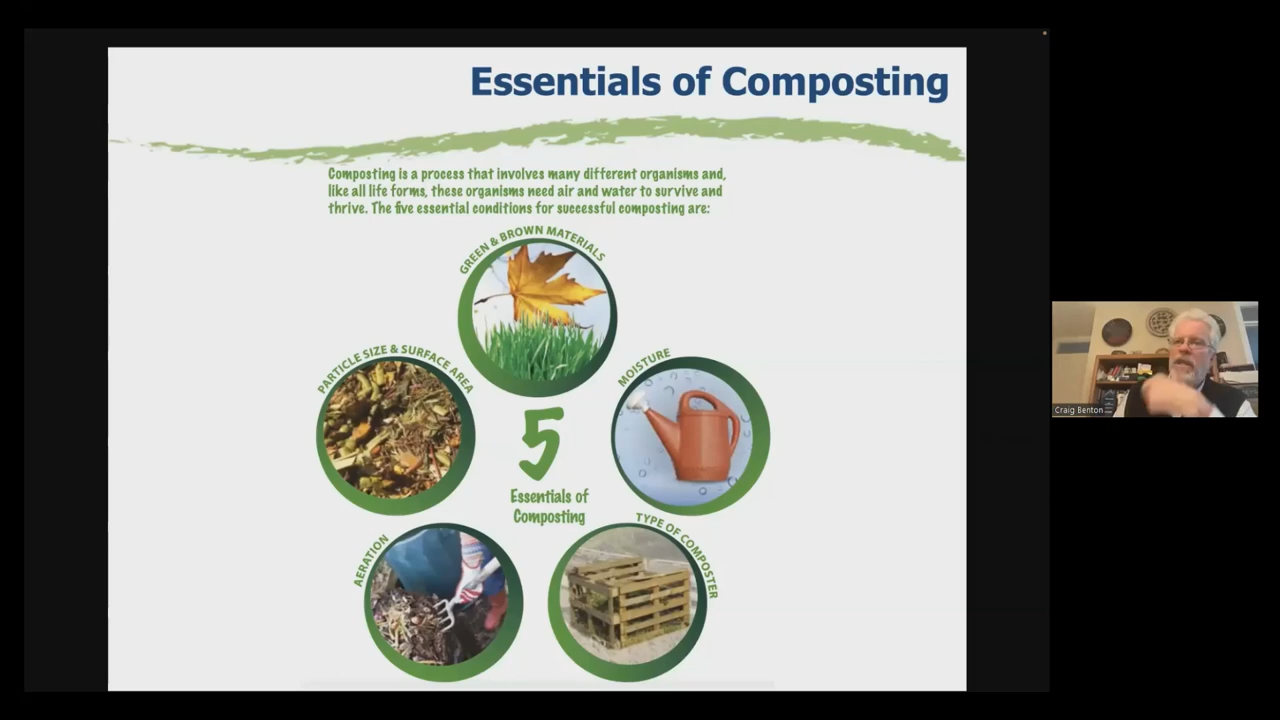 Essentials of Composting
Composting is a process that involves many different organisms and,
like all life forms, these organisms need air and water to survive and
thrive. The five essential conditions for successful composting are:
GREEN & BROWN MATERIALS
PARTICLE SIZE & SURFACE AREA
MOISTURE
5
Essentials of
Composting
AERATION
TYPE OF COMPOSTER
Craig Benton